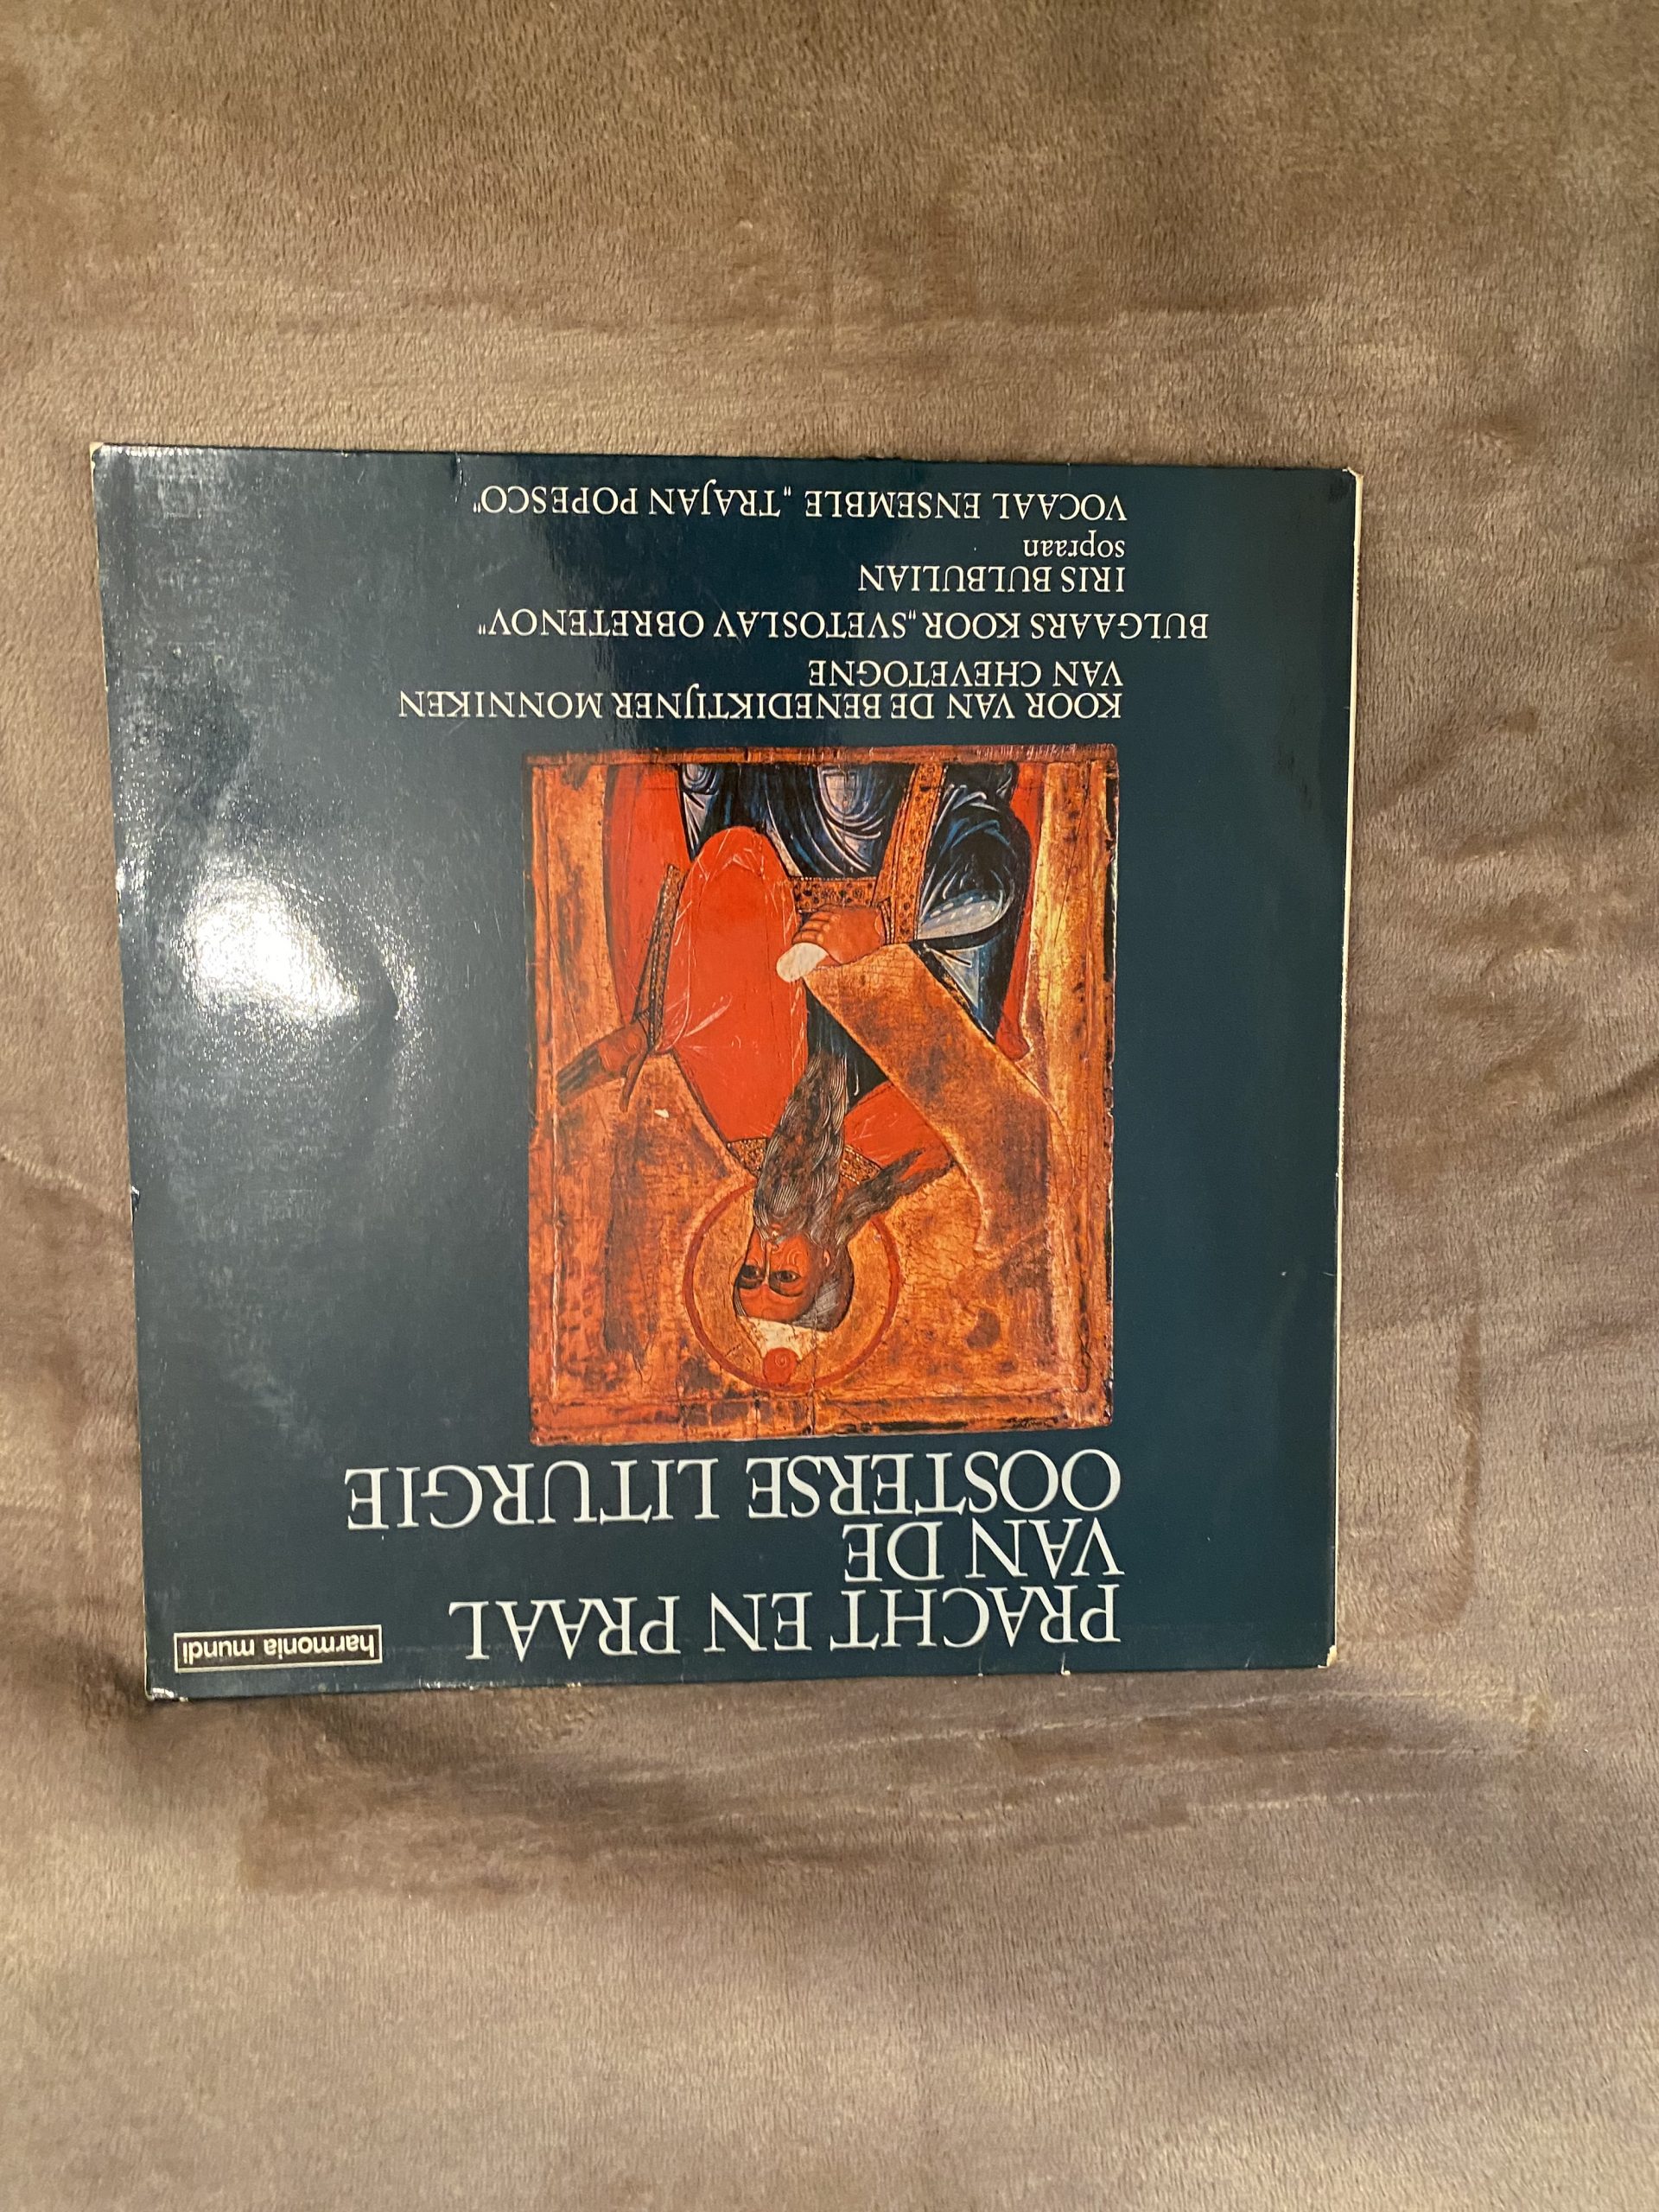 harmonia mundi
PRACHT EN PRAAL
VAN DE
OOSTERSE LITURGIE
KOOR VAN DE BENEDIKTIJNER MONNIKEN
VAN CHEVETOGNE
BULGAARS KOOR „SVETOSLAV OBRETENOV"
IRIS BULBULIAN
sopraan
VOCAAL ENSEMBLE „TRAJAN POPESCO"